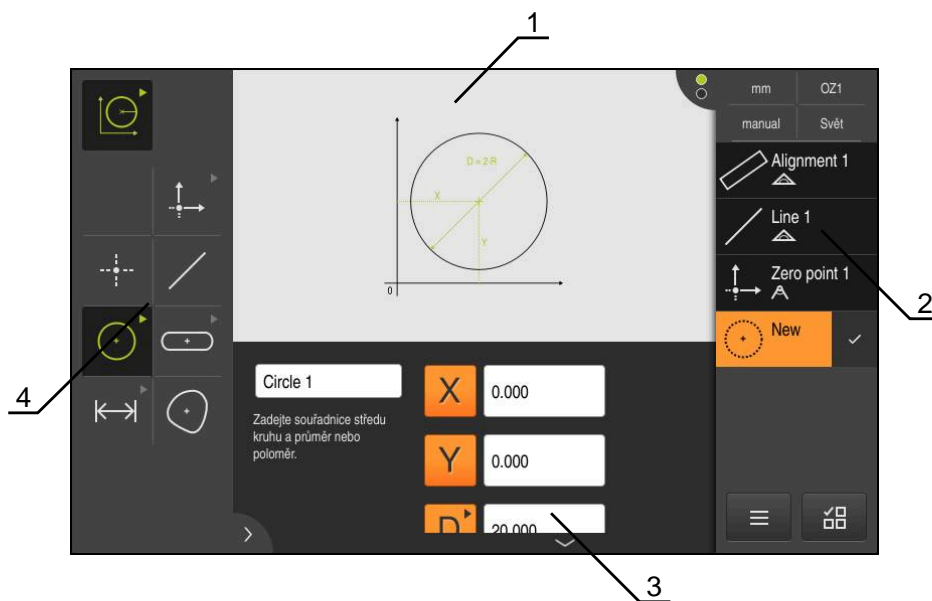 1
mm
OZ1
manual
Svět
Alignment 1
Line 1
Zero point 1
New
2
D = 2·R
X
Y
0
4
Circle 1
Zadejte souřadnice středu
kruhu a průměr nebo
poloměr.
X
0.000
Y
0.000
D
20.000
3